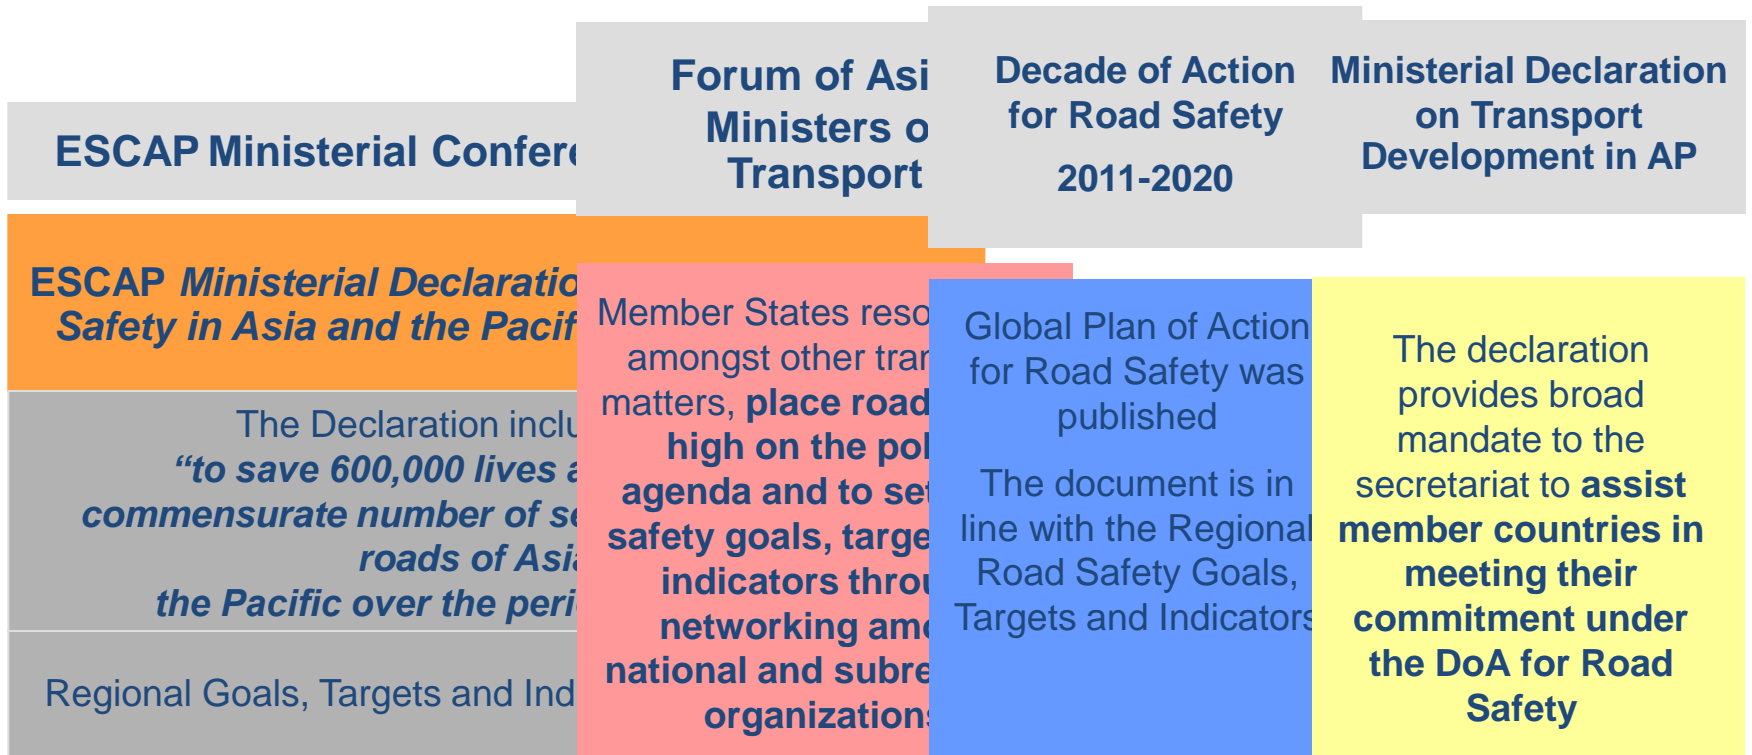 ESCAP Ministerial Confer
ESCAP Ministerial Declaratio
Safety in Asia and the Pacif
The Declaration inclu
“to save 600,000 lives a
commensurate number of se
roads of Asia
the Pacific over the peri
Regional Goals, Targets and Ind
Forum of Asi
Ministers o
Transport
Member States reso
amongst other tran
matters, place road
high on the pol
agenda and to set
safety goals, targe
indicators throu
networking amo
national and subre
organizations
Decade of Action
for Road Safety
2011-2020
Global Plan of Action
for Road Safety was
published
The document is in
line with the Regional
Road Safety Goals,
Targets and Indicators
Ministerial Declaration
on Transport
Development in AP
The declaration
provides broad
mandate to the
secretariat to assist
member countries in
meeting their
commitment under
the DoA for Road
Safety